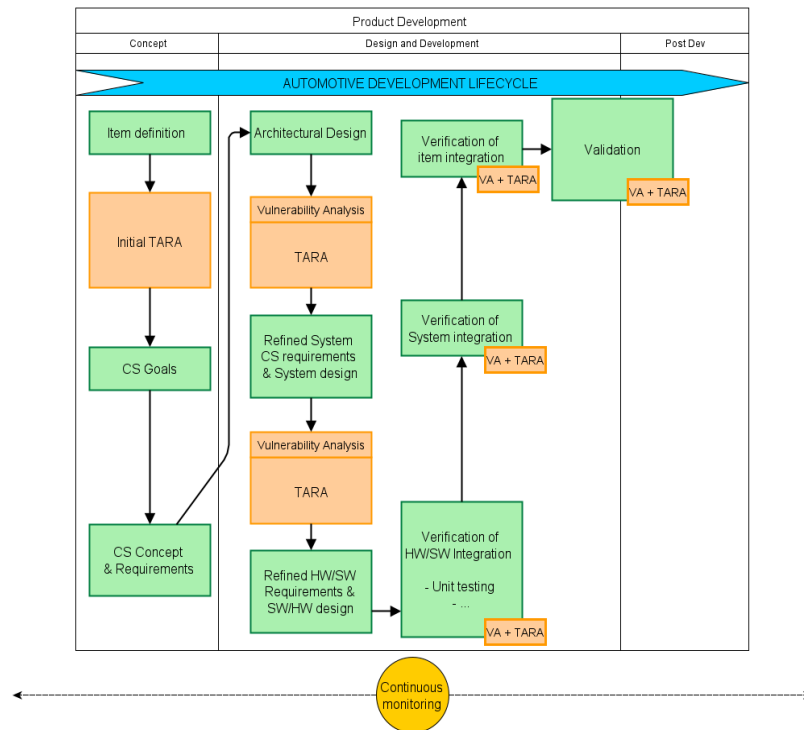 Product Development
Concept
Design and Development
Post Dev
AUTOMOTIVE DEVELOPMENT LIFECYCLE
Item definition
Initial TARA
CS Goals
CS Concept
& Requirements
Architectural Design
Vulnerability Analysis
TARA
Refined System
CS requirements
& System design
Vulnerability Analysis
TARA
Refined HW/SW
Requirements &
SW/HW design
Verification of
HW/SW Integration
- Unit testing
- ...
VA + TARA
Verification of
System integration
VA + TARA
Verification of
item integration
VA + TARA
Validation
VA + TARA
Continuous
monitoring